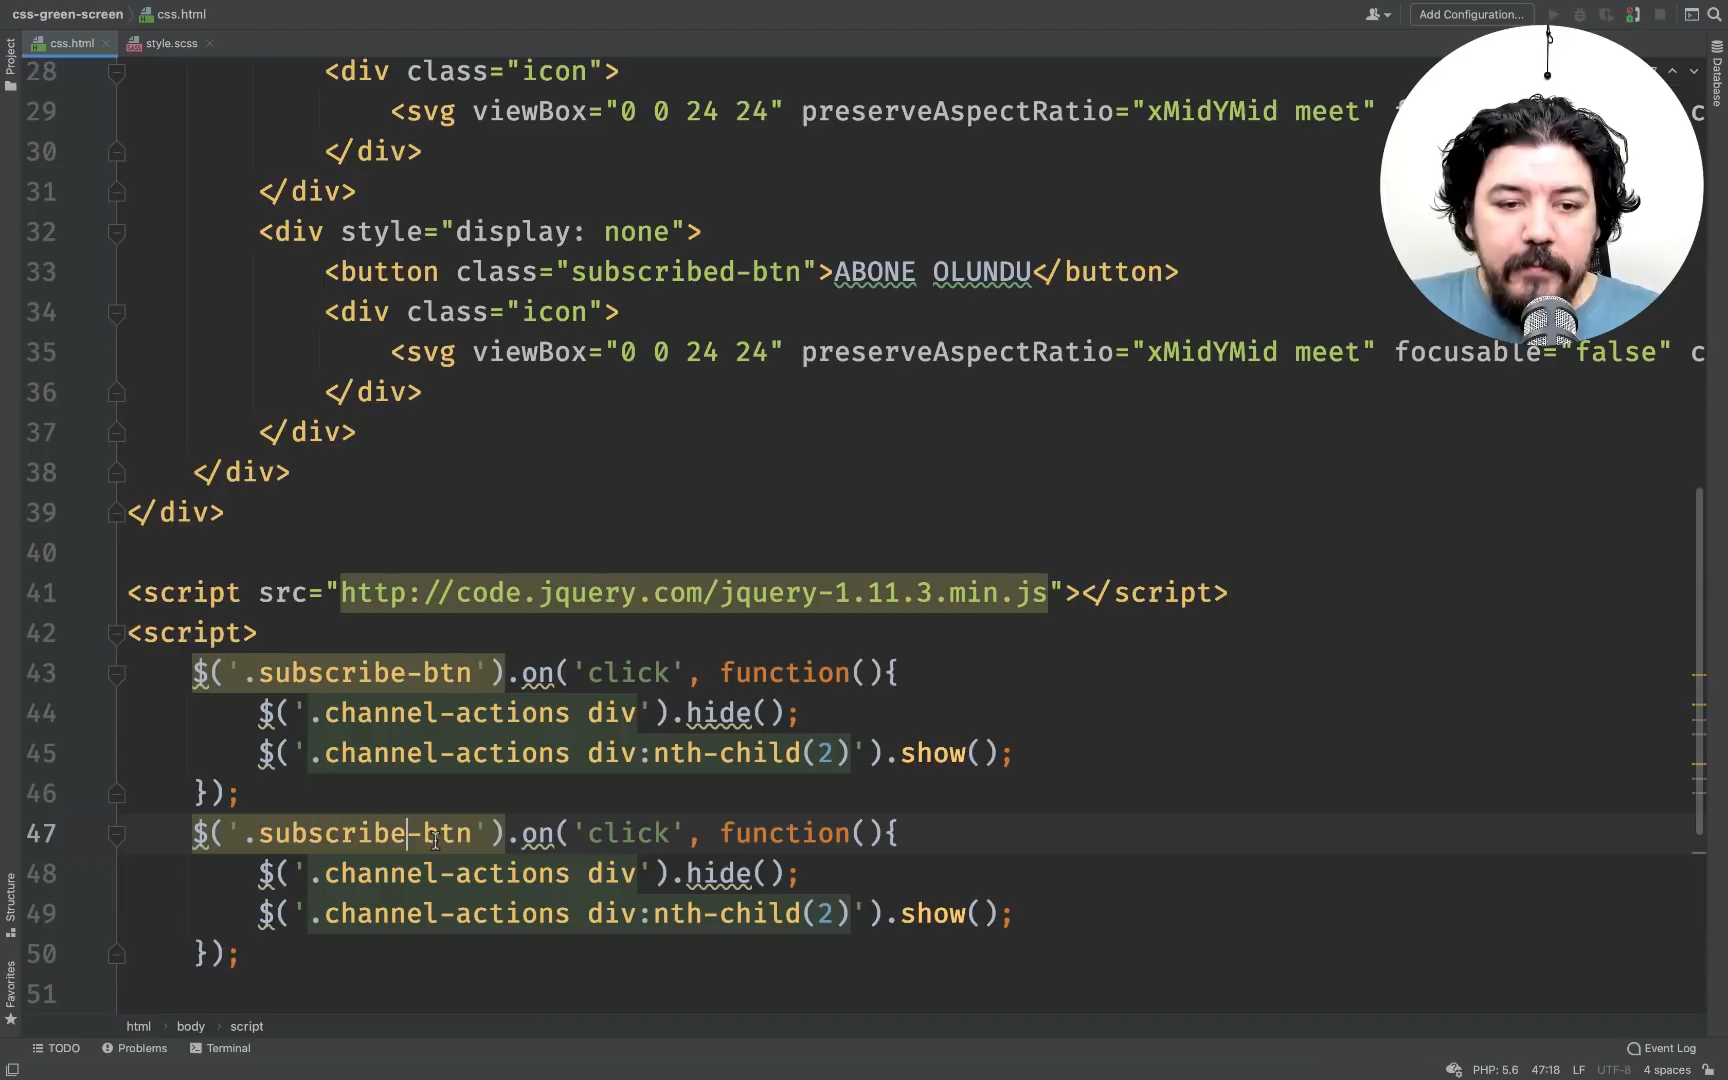 css-green-screen css.html Add Configuration...
css.html style.scss
Project
Database
28 <div class="icon">
29 <svg viewBox="0 0 24 24" preserveAspectRatio="xMidYMid meet" f
30 </div>
31 </div>
32 <div style="display: none">
33 <button class="subscribed-btn">ABONE OLUNDU</button>
34 <div class="icon">
35 <svg viewBox="0 0 24 24" preserveAspectRatio="xMidYMid meet" focusable="false" c
36 </div>
37 </div>
38 </div>
39 </div>
40
41 <script src="http://code.jquery.com/jquery-1.11.3.min.js"></script>
42 <script>
43 $('.subscribe-btn').on('click', function(){
44 $('.channel-actions div').hide();
45 $('.channel-actions div:nth-child(2)').show();
46 });
47 $('.subscribe-btn').on('click', function(){
48 $('.channel-actions div').hide();
49 $('.channel-actions div:nth-child(2)').show();
50 });
51
Structure
Favorites
html body script
TODO Problems Terminal Event Log
PHP: 5.6 47:18 LF UTF-8 4 spaces